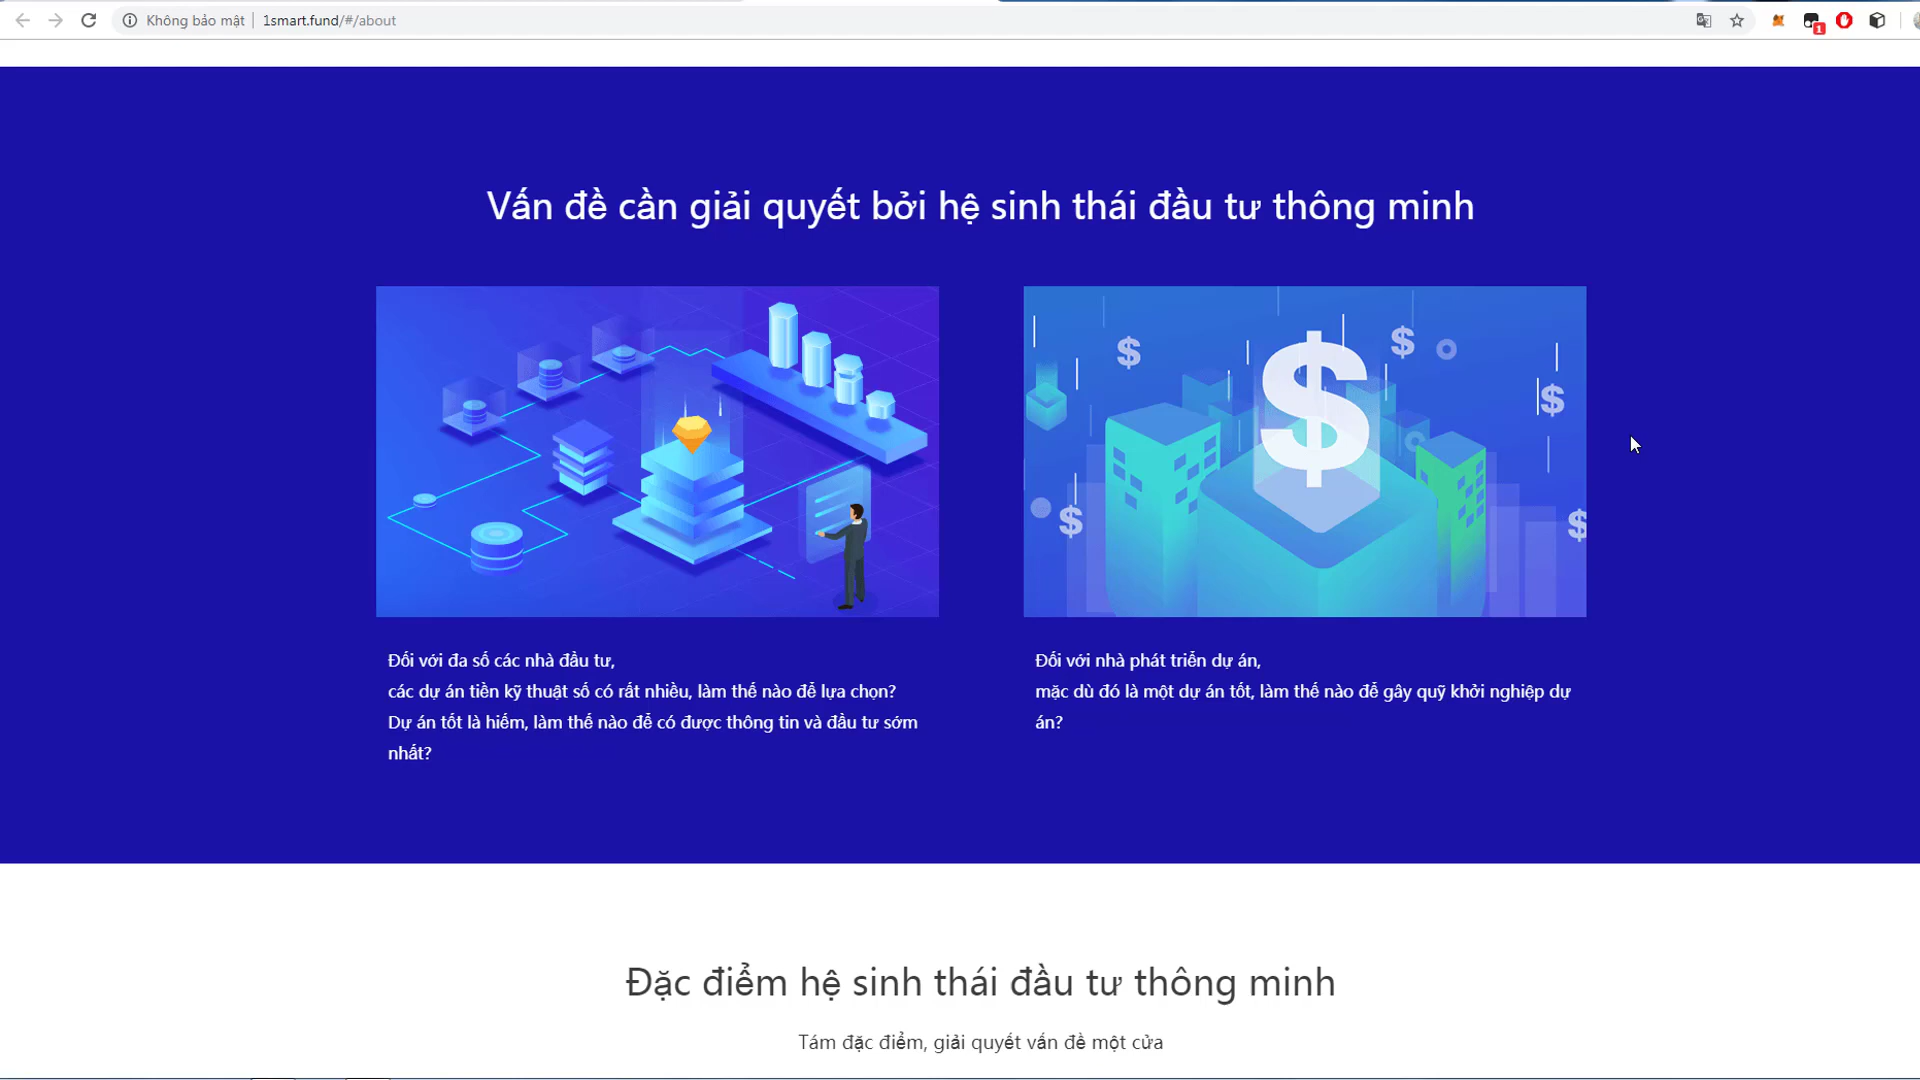 Không bảo mật | 1smart.fund/#/about
1
Vấn đề cần giải quyết bởi hệ sinh thái đầu tư thông minh
$ $ $ $ $ $
Đối với đa số các nhà đầu tư,
các dự án tiền kỹ thuật số có rất nhiều, làm thế nào để lựa chọn?
Dự án tốt là hiếm, làm thế nào để có được thông tin và đầu tư sớm
nhất?
Đối với nhà phát triển dự án,
mặc dù đó là một dự án tốt, làm thế nào để gây quỹ khởi nghiệp dự
án?
Đặc điểm hệ sinh thái đầu tư thông minh
Tám đặc điểm, giải quyết vấn đề một cửa